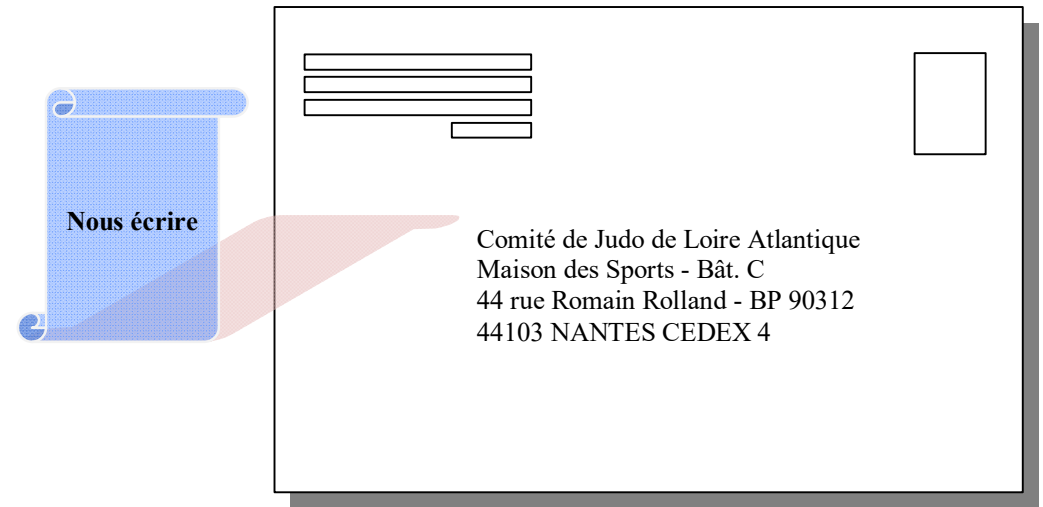 Nous écrire
Comité de Judo de Loire Atlantique
Maison des Sports - Bât. C
44 rue Romain Rolland - BP 90312
44103 NANTES CEDEX 4